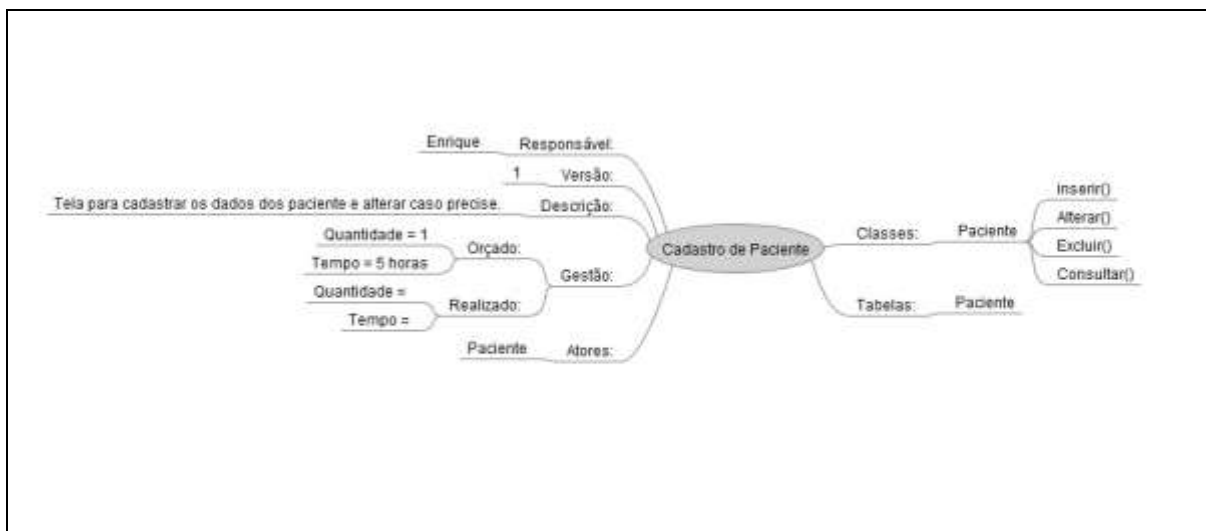 Enrique Responsável:
1 Versão:
Tela para cadastrar os dados dos paciente e alterar caso precise. Descrição:
Quantidade = 1
Tempo = 5 horas
Orçado:
Quantidade =
Tempo =
Realizado:
Gestão:
Paciente Atores:
Cadastro de Paciente
Classes: Paciente
Inserir()
Alterar()
Excluir()
Consultar()
Tabelas: Paciente